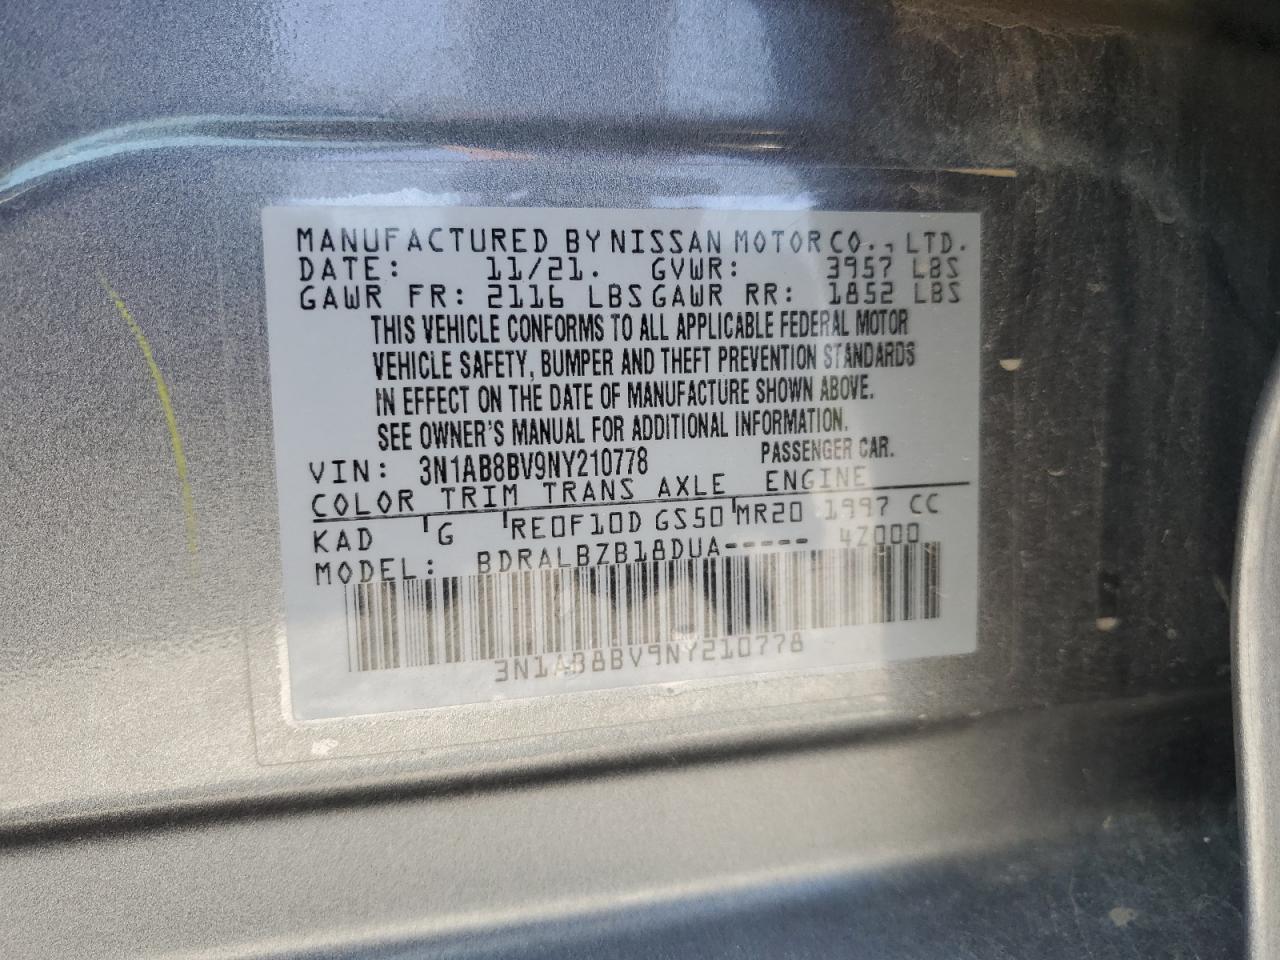 MANUFACTURED BY NISSAN MOTOR CO., LTD.
DATE: 11/21. GVWR: 3957 LBS
GAWR FR: 2116 LBS GAWR RR: 1852 LBS
THIS VEHICLE CONFORMS TO ALL APPLICABLE FEDERAL MOTOR
VEHICLE SAFETY, BUMPER AND THEFT PREVENTION STANDARDS
IN EFFECT ON THE DATE OF MANUFACTURE SHOWN ABOVE.
SEE OWNER'S MANUAL FOR ADDITIONAL INFORMATION.
VIN: 3N1AB8BV9NY210778 PASSENGER CAR.
COLOR TRIM TRANS AXLE ENGINE
KAD G RE0F10D GS50 MR20 1997 CC
MODEL: BDRALBZB18DUA----- 4Z000
3N1AB8BV9NY210778